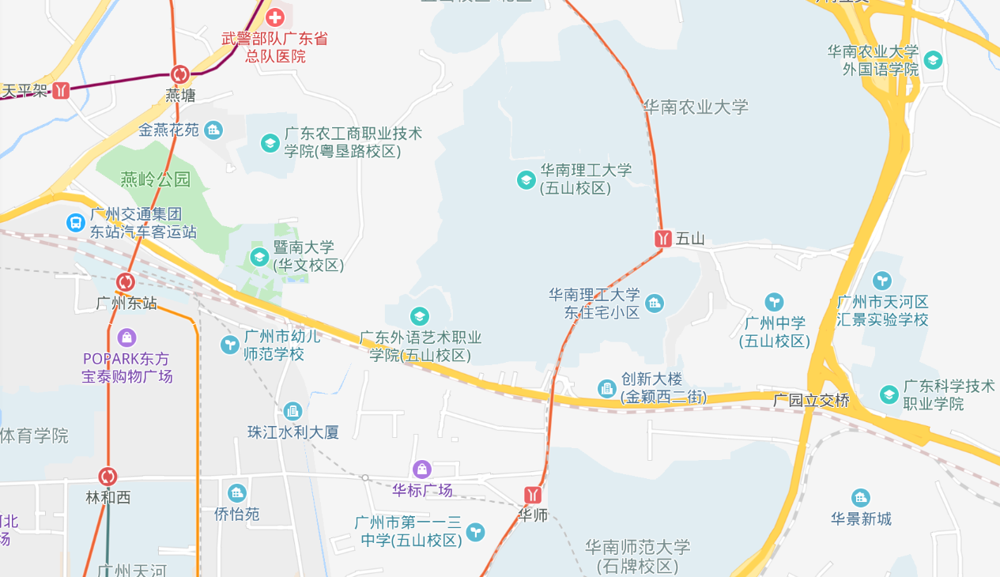 武警部队广东省
总队医院
华南农业大学
外国语学院
天平架
燕塘
华南农业大学
金燕花苑
广东农工商职业技术
学院(粤垦路校区)
燕岭公园
华南理工大学
(五山校区)
广州交通集团
东站汽车客运站
五山
暨南大学
(华文校区)
广州东站
华南理工大学
东住宅小区
广州市天河区
汇景实验学校
广州中学
(五山校区)
广州市幼儿
师范学校
广东外语艺术职业
学院(五山校区)
POPARK东方
宝泰购物广场
创新大楼
(金颖西二街)
广园立交桥
广东科学技术
职业学院
体育学院
珠江水利大厦
华标广场
林和西
侨怡苑
华师
华景新城
广州市第一一三
中学(五山校区)
华南师范大学
(石牌校区)
广州天河